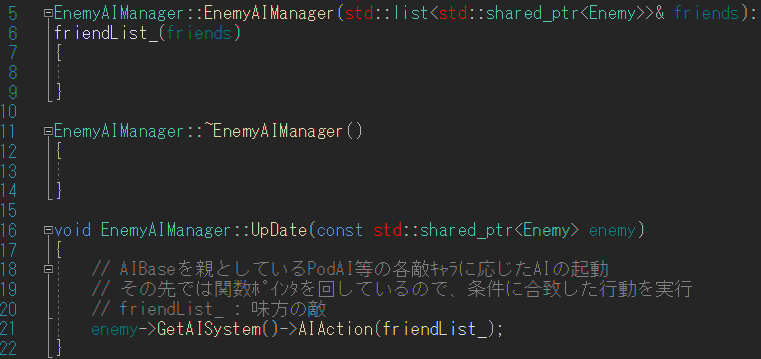 5 EnemyAIManager::EnemyAIManager(std::list<std::shared_ptr<Enemy>>& friends):
6 friendList_(friends)
7 {
8
9 }
10
11 EnemyAIManager::~EnemyAIManager()
12 {
13
14 }
15
16 void EnemyAIManager::UpDate(const std::shared_ptr<Enemy> enemy)
17 {
18 // AIBaseを親としているPodAI等の各敵ｷｬﾗに応じたAIの起動
19 // その先では関数ﾎﾟｲﾝﾀを回しているので、条件に合致した行動を実行
20 // friendList_ : 味方の敵
21 enemy->GetAISystem()->AIAction(friendList_);
22 }